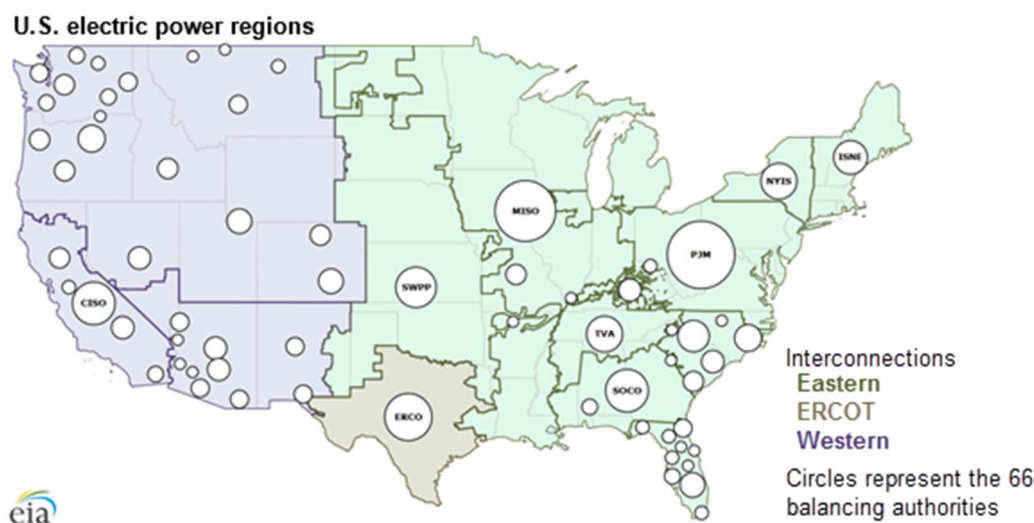 U.S. electric power regions
ISNE
NYIS
MISO
PJM
SWPP
CISO
TVA
SOCO
ERCO
Interconnections
Eastern
ERCOT
Western
Circles represent the 66
balancing authorities
eia